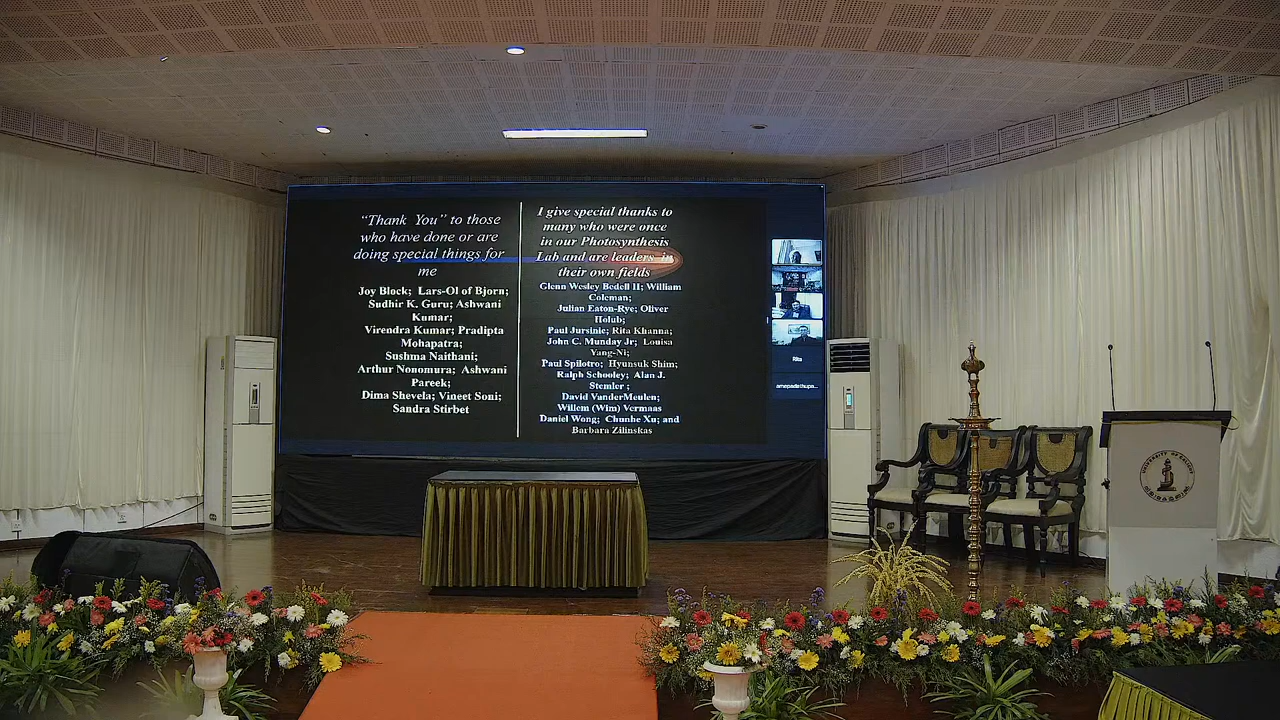 “Thank You” to those
who have done or are
doing special things for
me
Joy Block; Lars-Ol of Bjorn;
Sudhir K. Guru; Ashwani
Kumar;
Virendra Kumar; Pradipta
Mohapatra;
Sushma Naithani;
Arthur Nonomura; Ashwani
Pareek;
Dima Shevela; Vineet Soni;
Sandra Stirbet
I give special thanks to
many who were once
in our Photosynthesis
Lab and are leaders in
their own fields
Glenn Wesley Bedell II; William
Coleman;
Julian Eaton-Rye; Oliver
Holub;
Paul Jursinic; Rita Khanna;
John C. Munday Jr; Louisa
Yang-Ni;
Paul Spilotro; Hyunsuk Shim;
Ralph Schooley; Alan J.
Stemler ;
David VanderMeulen;
Willem (Wim) Vermaas
Daniel Wong; Chunhe Xu; and
Barbara Zilinskas
Rita
UNIVERSITY OF CALICUT